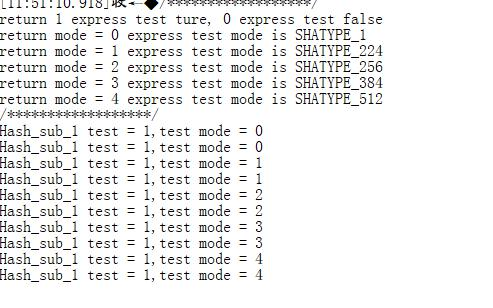 [11:51:10.918]收←◆/******************/
return 1 express test ture, 0 express test false
return mode = 0 express test mode is SHATYPE_1
return mode = 1 express test mode is SHATYPE_224
return mode = 2 express test mode is SHATYPE_256
return mode = 3 express test mode is SHATYPE_384
return mode = 4 express test mode is SHATYPE_512
/******************/
Hash_sub_1 test = 1,test mode = 0
Hash_sub_1 test = 1,test mode = 0
Hash_sub_1 test = 1,test mode = 1
Hash_sub_1 test = 1,test mode = 1
Hash_sub_1 test = 1,test mode = 2
Hash_sub_1 test = 1,test mode = 2
Hash_sub_1 test = 1,test mode = 3
Hash_sub_1 test = 1,test mode = 3
Hash_sub_1 test = 1,test mode = 4
Hash_sub_1 test = 1,test mode = 4